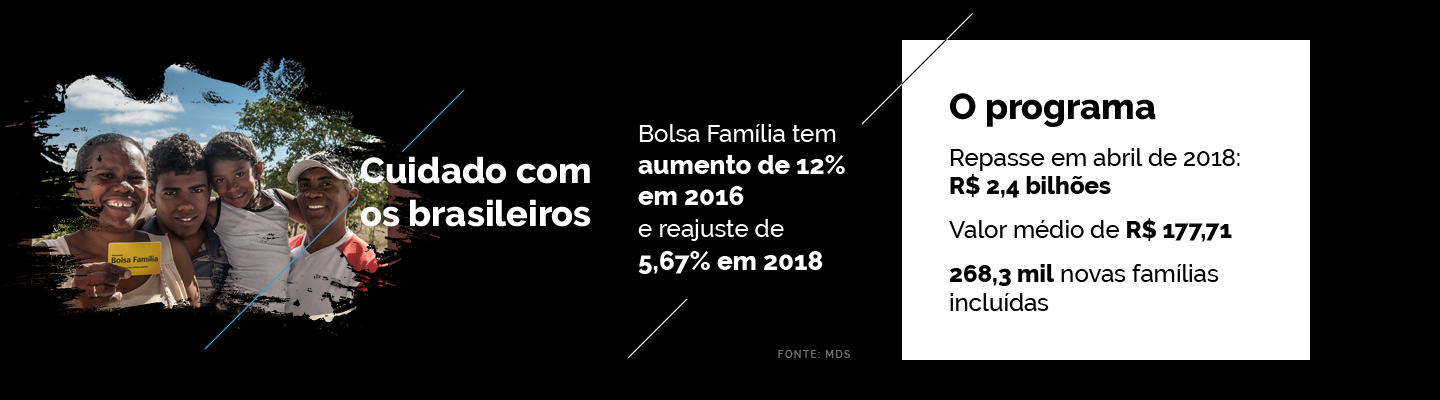 Cuidado com
os brasileiros
Bolsa Família
Bolsa Família tem
aumento de 12%
em 2016
e reajuste de
5,67% em 2018
FONTE: MDS
O programa
Repasse em abril de 2018:
R$ 2,4 bilhões
Valor médio de R$ 177,71
268,3 mil novas famílias
incluídas